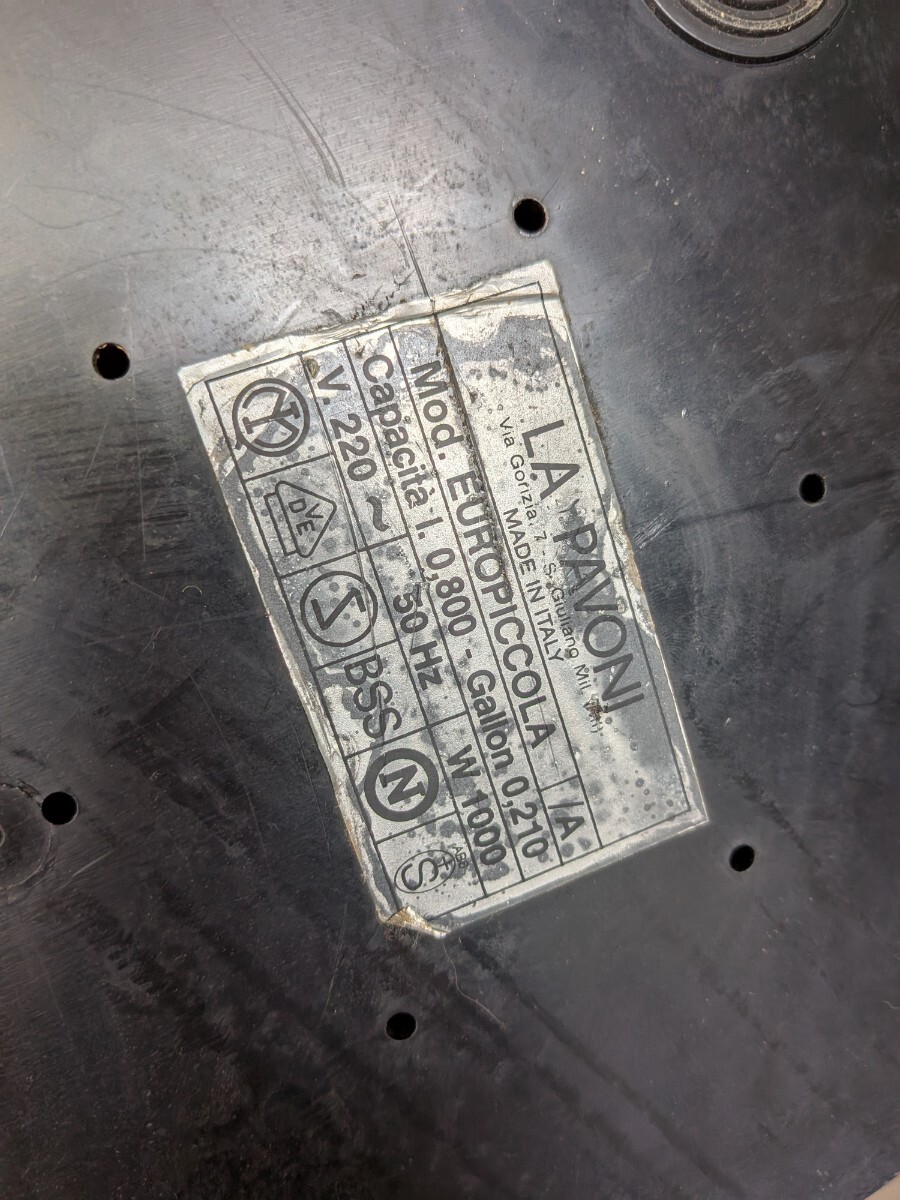 LA PAVONI
Via Gorizia, 7 - S. Giuliano Mil.
MADE IN ITALY
Mod. EUROPICCOLA /A
Capacità l. 0,800 - Gallon 0,210
V. 220 ~ 50 Hz W 1000
VDE BSS N S